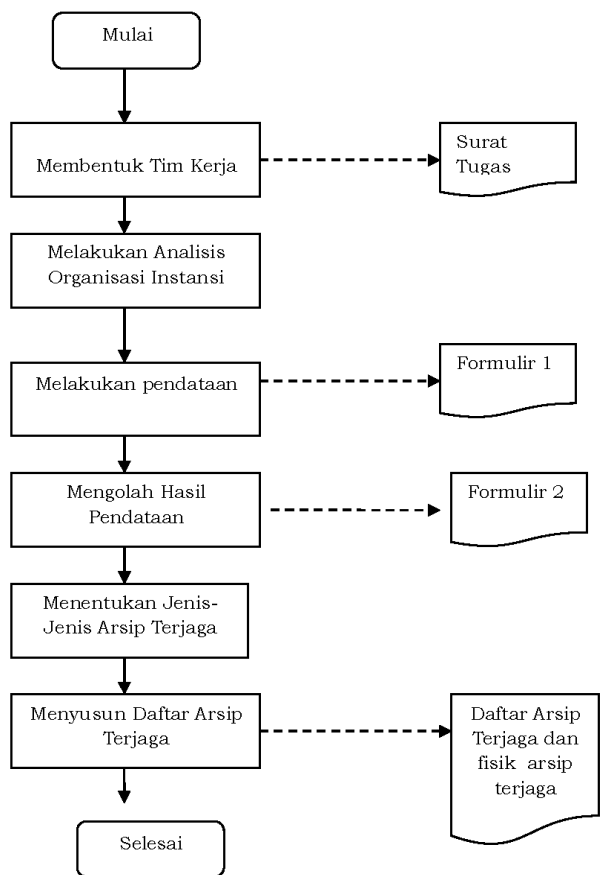 Mulai
Membentuk Tim Kerja
Surat
Tugas
Melakukan Analisis
Organisasi Instansi
Melakukan pendataan
Formulir 1
Mengolah Hasil
Pendataan
Formulir 2
Menentukan Jenis-
Jenis Arsip Terjaga
Menyusun Daftar Arsip
Terjaga
Daftar Arsip
Terjaga dan
fisik arsip
terjaga
Selesai